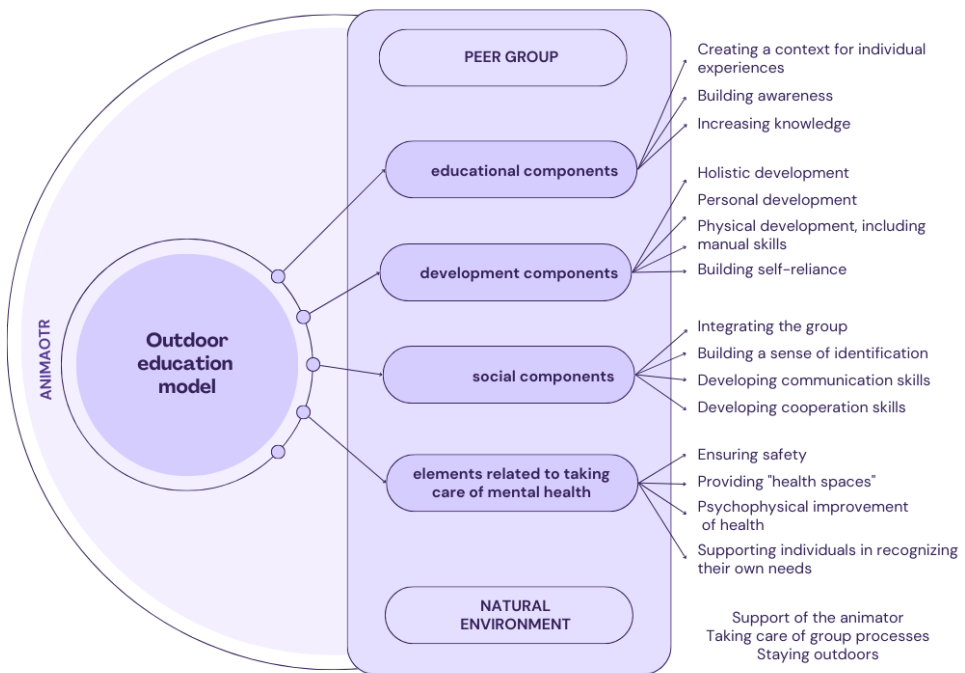 PEER GROUP
Creating a context for individual
experiences
Building awareness
Increasing knowledge
educational components
Holistic development
Personal development
Physical development, including
manual skills
Building self-reliance
development components
ANIMAOTR
Outdoor
education
model
Integrating the group
Building a sense of identification
Developing communication skills
Developing cooperation skills
social components
Ensuring safety
Providing "health spaces"
Psychophysical improvement
of health
Supporting individuals in recognizing
their own needs
elements related to taking
care of mental health
NATURAL
ENVIRONMENT
Support of the animator
Taking care of group processes
Staying outdoors